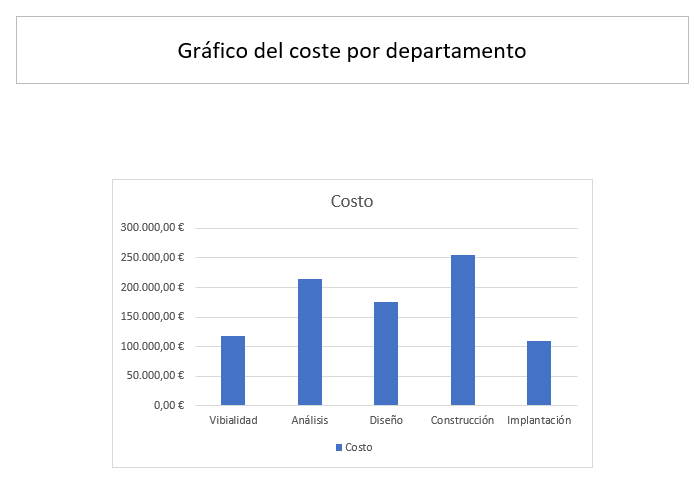 Gráfico del coste por departamento
Costo
300.000,00 €
250.000,00 €
200.000,00 €
150.000,00 €
100.000,00 €
50.000,00 €
0,00 €
Vibialidad Análisis Diseño Construcción Implantación
Costo